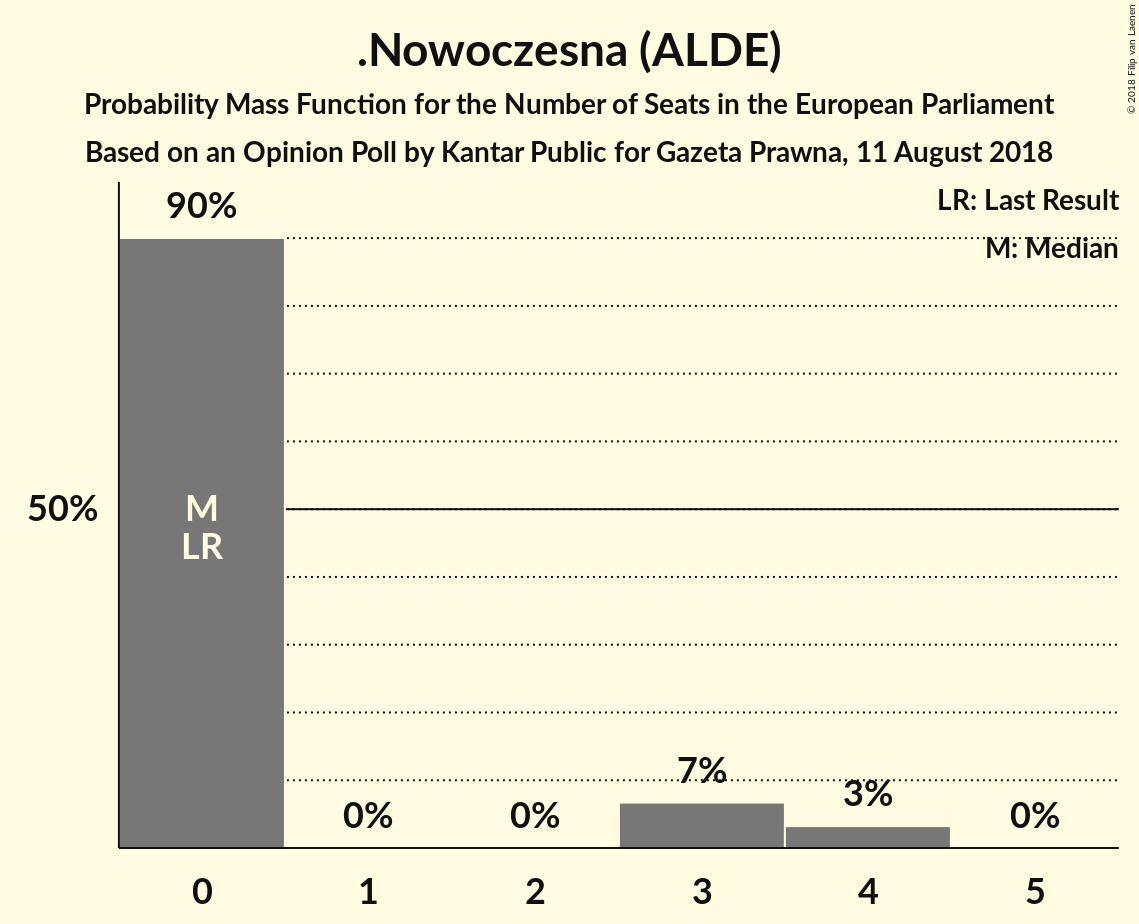 .Nowoczesna (ALDE)
Probability Mass Function for the Number of Seats in the European Parliament
Based on an Opinion Poll by Kantar Public for Gazeta Prawna, 11 August 2018
© 2018 Filip van Laenen
LR: Last Result
M: Median
90%
50%
M
LR
0%
0%
7%
3%
0%
0
1
2
3
4
5